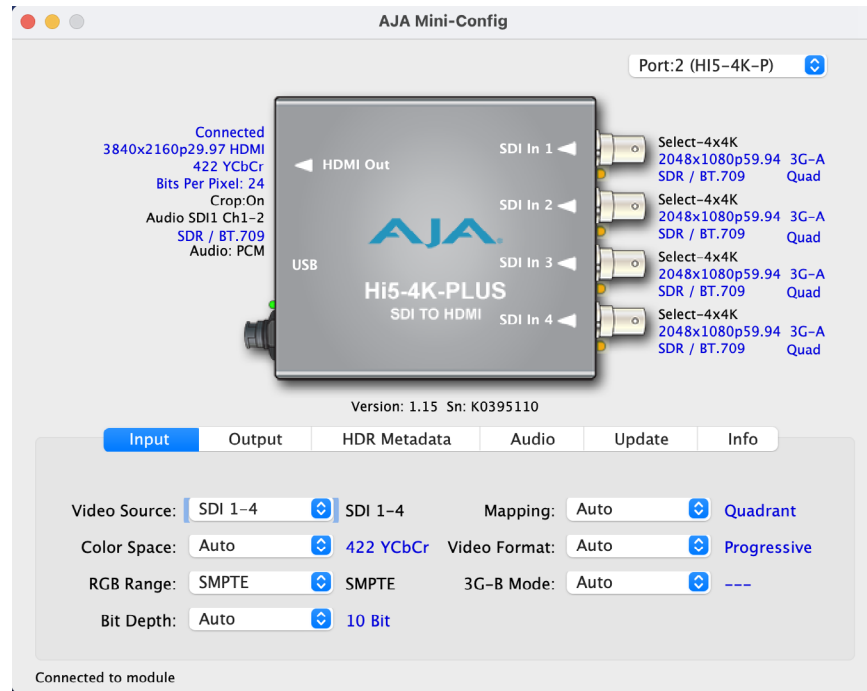 AJA Mini-Config
Port:2 (HI5-4K-P)
Connected
3840x2160p29.97 HDMI
422 YCbCr
Bits Per Pixel: 24
Crop:On
Audio SDI1 Ch1-2
SDR / BT.709
Audio: PCM
HDMI Out
USB
AJA
Hi5-4K-PLUS
SDI TO HDMI
SDI In 1
SDI In 2
SDI In 3
SDI In 4
Select-4x4K
2048x1080p59.94 3G-A
SDR / BT.709 Quad
Select-4x4K
2048x1080p59.94 3G-A
SDR / BT.709 Quad
Select-4x4K
2048x1080p59.94 3G-A
SDR / BT.709 Quad
Select-4x4K
2048x1080p59.94 3G-A
SDR / BT.709 Quad
Version: 1.15 Sn: K0395110
Input Output HDR Metadata Audio Update Info
Video Source: SDI 1-4 SDI 1-4 Mapping: Auto Quadrant
Color Space: Auto 422 YCbCr Video Format: Auto Progressive
RGB Range: SMPTE SMPTE 3G-B Mode: Auto ---
Bit Depth: Auto 10 Bit
Connected to module